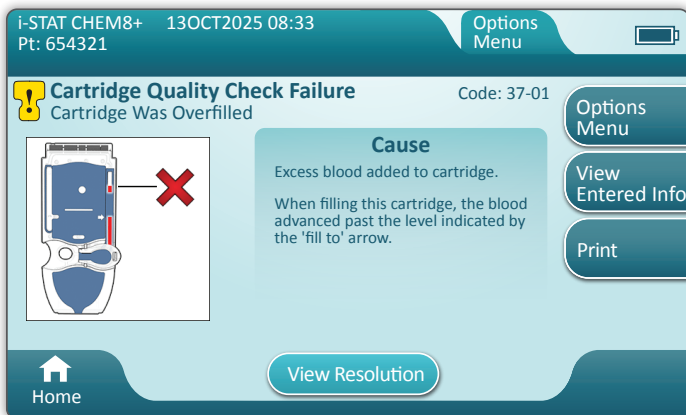 i-STAT CHEM8+ 13OCT2025 08:33
Pt: 654321
Options
Menu
Cartridge Quality Check Failure
Code: 37-01
Cartridge Was Overfilled
Cause
Excess blood added to cartridge.
When filling this cartridge, the blood
advanced past the level indicated by
the 'fill to' arrow.
Options
Menu
View
Entered Info
Print
Home
View Resolution